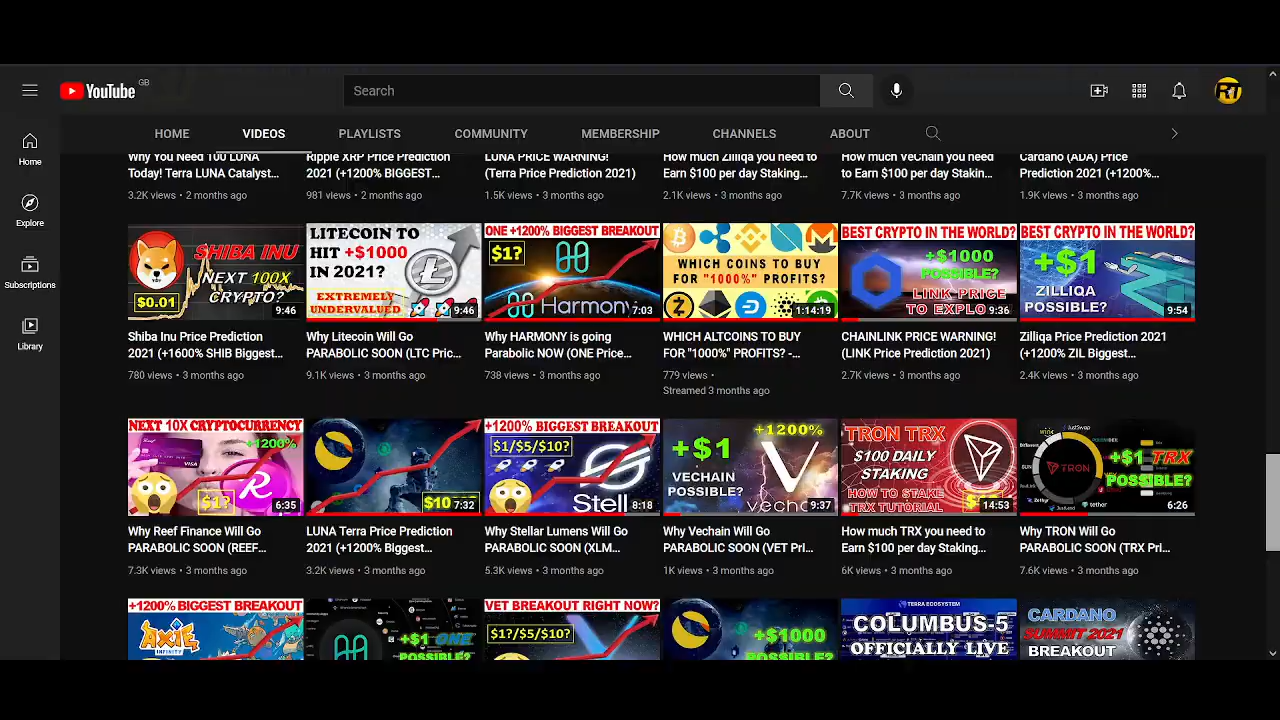 YouTube GB
Search
HOME VIDEOS PLAYLISTS COMMUNITY MEMBERSHIP CHANNELS ABOUT
Home
Explore
Subscriptions
Library
Why You Need 100 LUNA
Today! Terra LUNA Catalyst...
3.2K views • 2 months ago
Ripple XRP Price Prediction
2021 (+1200% BIGGEST...
981 views • 2 months ago
LUNA PRICE WARNING!
(Terra Price Prediction 2021)
1.5K views • 3 months ago
How much Zilliqa you need to
Earn $100 per day Staking...
2.1K views • 3 months ago
How much VeChain you need
to Earn $100 per day Stakin...
7.7K views • 3 months ago
Cardano (ADA) Price
Prediction 2021 (+1200%...
1.9K views • 3 months ago
SHIBA INU
NEXT 100X
CRYPTO?
$0.01
9:46
Shiba Inu Price Prediction
2021 (+1600% SHIB Biggest...
780 views • 3 months ago
LITECOIN TO
HIT +$1000
IN 2021?
EXTREMELY
UNDERVALUED
9:46
Why Litecoin Will Go
PARABOLIC SOON (LTC Pric...
9.1K views • 3 months ago
ONE +1200% BIGGEST BREAKOUT
$1?
Harmony
7:03
Why HARMONY is going
Parabolic NOW (ONE Price...
738 views • 3 months ago
WHICH COINS TO BUY
FOR "1000%" PROFITS?
1:14:19
WHICH ALTCOINS TO BUY
FOR "1000%" PROFITS? -...
779 views •
Streamed 3 months ago
BEST CRYPTO IN THE WORLD?
+$1000
POSSIBLE?
LINK PRICE
TO EXPLO
9:36
CHAINLINK PRICE WARNING!
(LINK Price Prediction 2021)
2.7K views • 3 months ago
BEST CRYPTO IN THE WORLD?
+$1
ZILLIQA
POSSIBLE?
9:54
Zilliqa Price Prediction 2021
(+1200% ZIL Biggest...
2.4K views • 3 months ago
NEXT 10X CRYPTOCURRENCY
+1200%
VISA
$1?
6:35
Why Reef Finance Will Go
PARABOLIC SOON (REEF...
7.3K views • 3 months ago
$10
7:32
LUNA Terra Price Prediction
2021 (+1200% Biggest...
3.2K views • 3 months ago
+1200% BIGGEST BREAKOUT
$1/$5/$10?
Stell
8:18
Why Stellar Lumens Will Go
PARABOLIC SOON (XLM...
5.3K views • 3 months ago
+1200%
+$1
VECHAIN
POSSIBLE?
vecha
9:37
Why Vechain Will Go
PARABOLIC SOON (VET Pri...
1K views • 3 months ago
TRON TRX
$100 DAILY
STAKING
HOW TO STAKE
TRX TUTORIAL
14:53
How much TRX you need to
Earn $100 per day Staking...
6K views • 3 months ago
JustSwap
TRON
+$1 TRX
POSSIBLE?
tether
6:26
Why TRON Will Go
PARABOLIC SOON (TRX Pri...
7.6K views • 3 months ago
+1200% BIGGEST BREAKOUT
AXIE
INFINITY
+$1 ONE
POSSIBLE?
VET BREAKOUT RIGHT NOW?
$1?/$5/$10?
+$1000
POSSIBLE?
TERRA ECOSYSTEM
COLUMBUS-5
OFFICIALLY LIVE
CARDANO
SUMMIT 2021
BREAKOUT